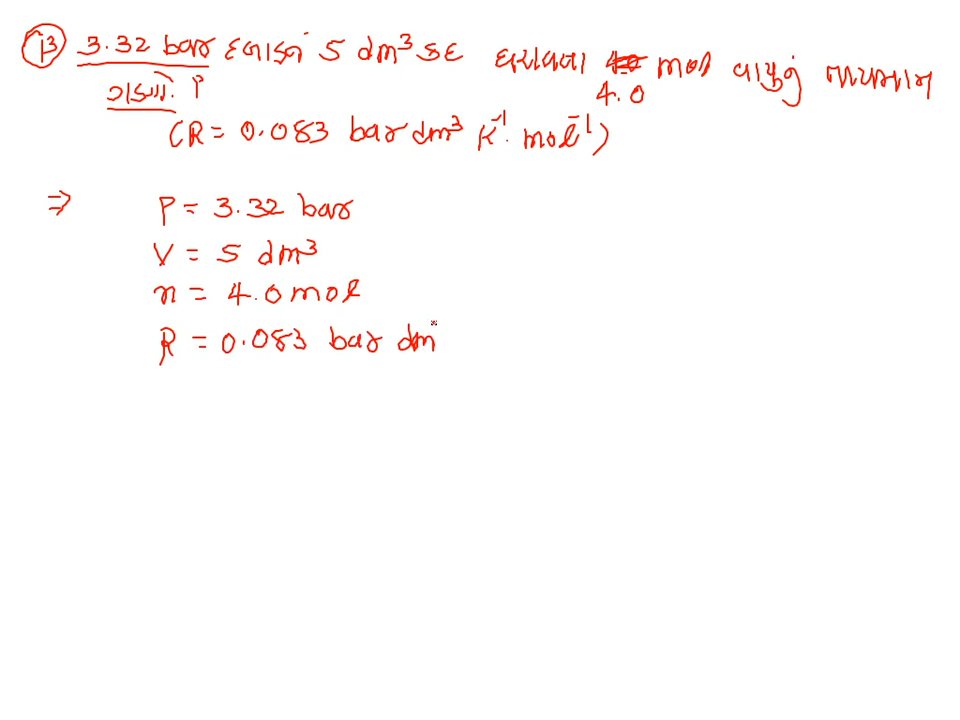 (13) 3.32 bar દબાણે 5 dm³ કદ ધરાવતા 4.0 mol વાયુનું તાપમાન
ગણો. P
(R = 0.083 bar dm³ K⁻¹. mol⁻¹)
⇒ P = 3.32 bar
V = 5 dm³
n = 4.0 mol
R = 0.083 bar dm